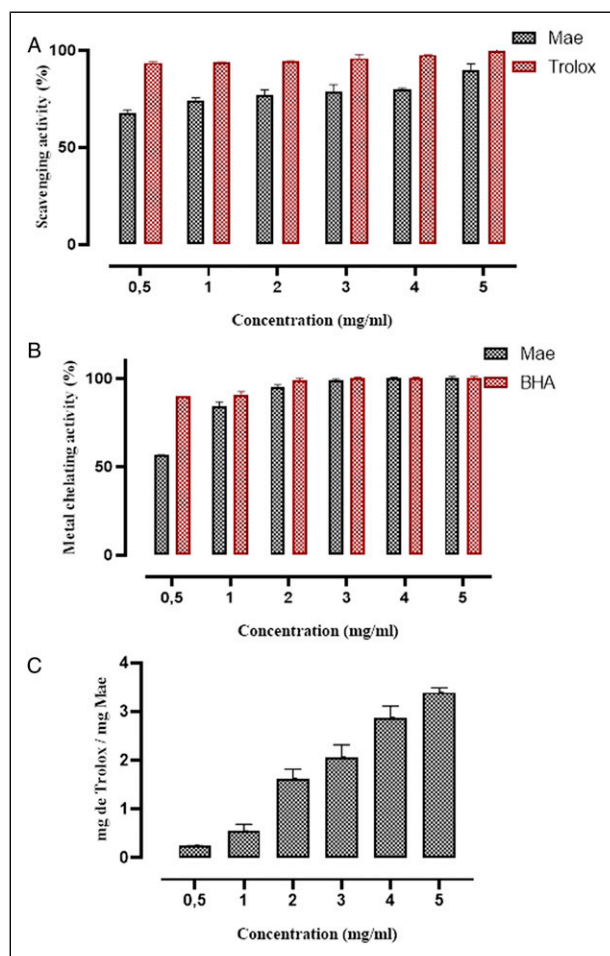 A
Mae
Trolox
Scavenging activity (%)
100
50
0
0,5 1 2 3 4 5
Concentration (mg/ml)
B
Mae
BHA
Metal chelating activity (%)
100
50
0
0,5 1 2 3 4 5
Concentration (mg/ml)
C
mg de Trolox / mg Mae
4
3
2
1
0
0,5 1 2 3 4 5
Concentration (mg/ml)